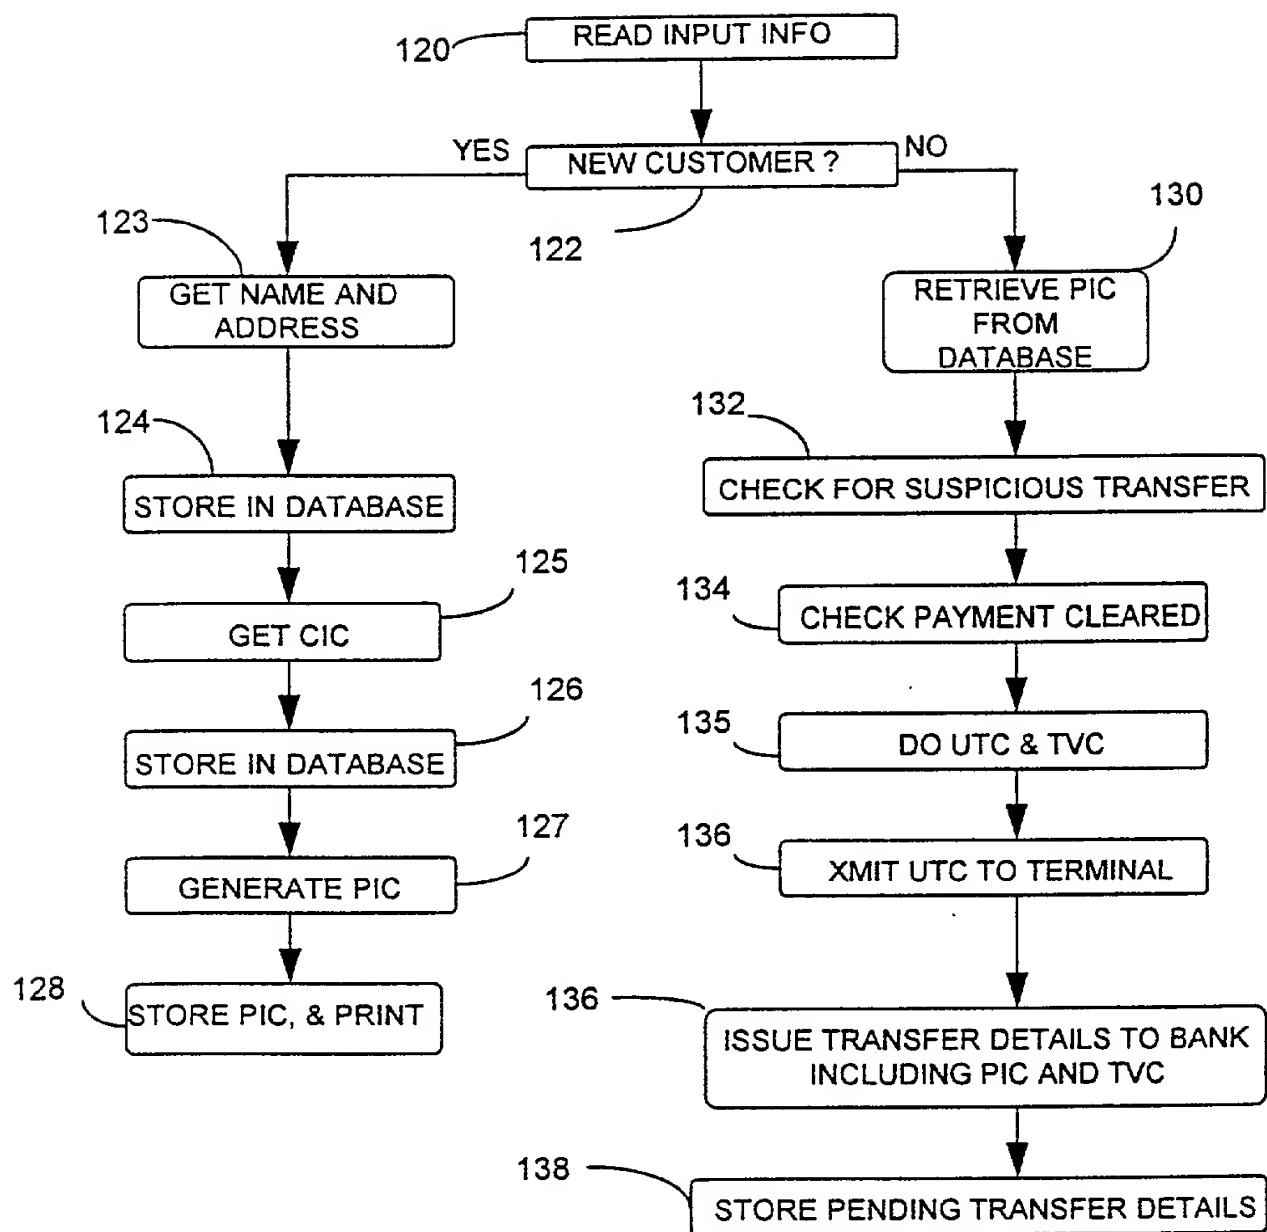 120
READ INPUT INFO
YES
NEW CUSTOMER ?
NO
122
123
GET NAME AND
ADDRESS
130
RETRIEVE PIC
FROM
DATABASE
124
STORE IN DATABASE
132
CHECK FOR SUSPICIOUS TRANSFER
125
GET CIC
134
CHECK PAYMENT CLEARED
126
STORE IN DATABASE
135
DO UTC & TVC
127
GENERATE PIC
136
XMIT UTC TO TERMINAL
128
STORE PIC, & PRINT
136
ISSUE TRANSFER DETAILS TO BANK
INCLUDING PIC AND TVC
138
STORE PENDING TRANSFER DETAILS